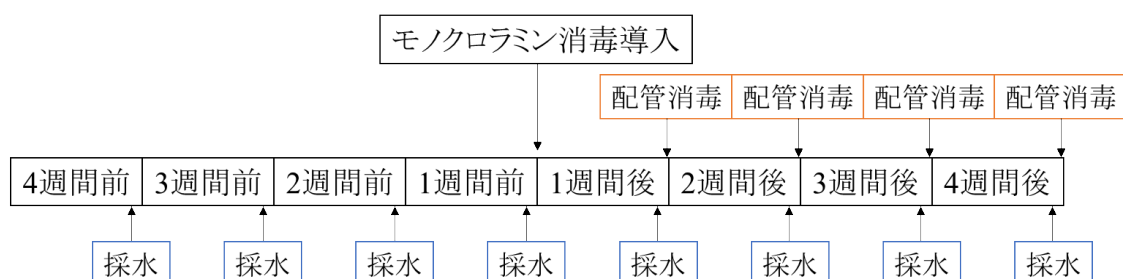 モノクロラミン消毒導入
配管消毒 配管消毒 配管消毒 配管消毒
4週間前 3週間前 2週間前 1週間前 1週間後 2週間後 3週間後 4週間後
採水 採水 採水 採水 採水 採水 採水 採水